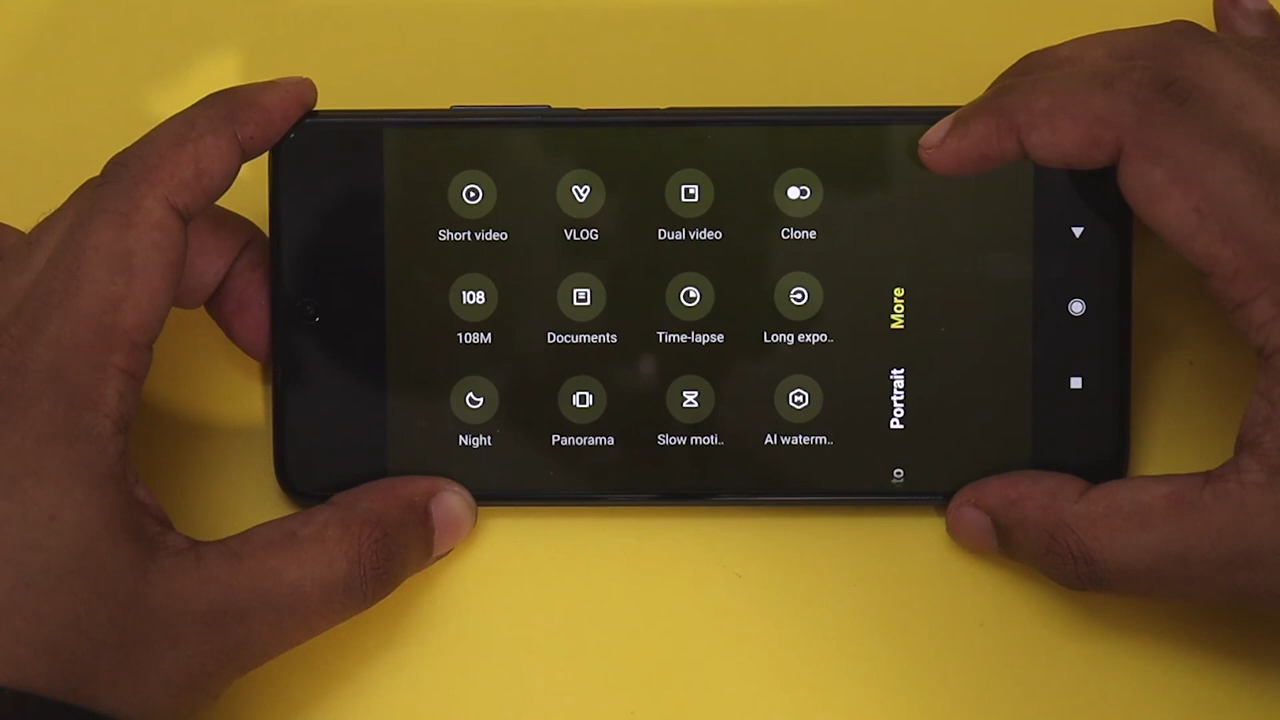 Short video
VLOG
Dual video
Clone
108
108M
Documents
Time-lapse
Long expo..
Night
Panorama
Slow moti..
AI waterm..
More
Portrait
to